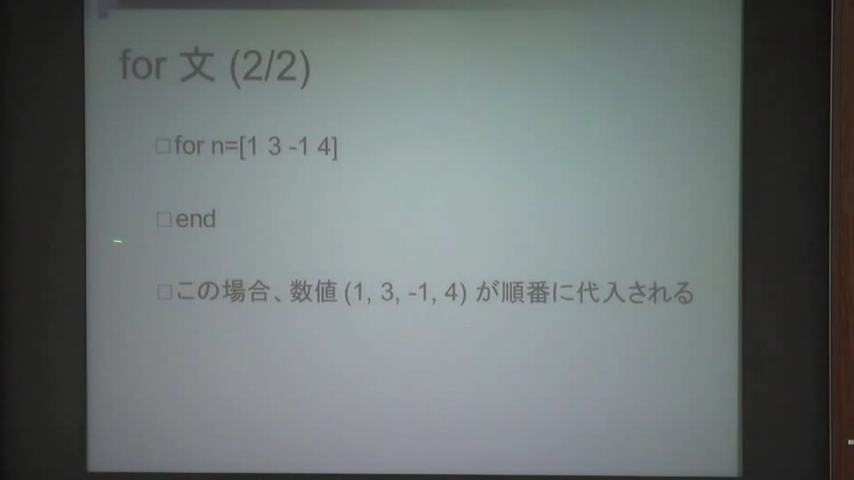 for 文 (2/2)
□for n=[1 3 -1 4]
□end
□この場合、数値 (1, 3, -1, 4) が順番に代入される